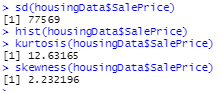 > sd(housingData$SalePrice)
[1] 77569
> hist(housingData$SalePrice)
> kurtosis(housingData$SalePrice)
[1] 12.63165
> skewness(housingData$SalePrice)
[1] 2.232196